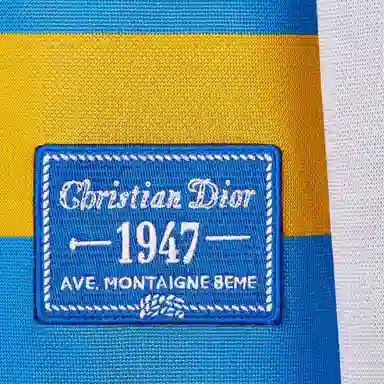 Christian Dior
1947
AVE. MONTAIGNE 8EME